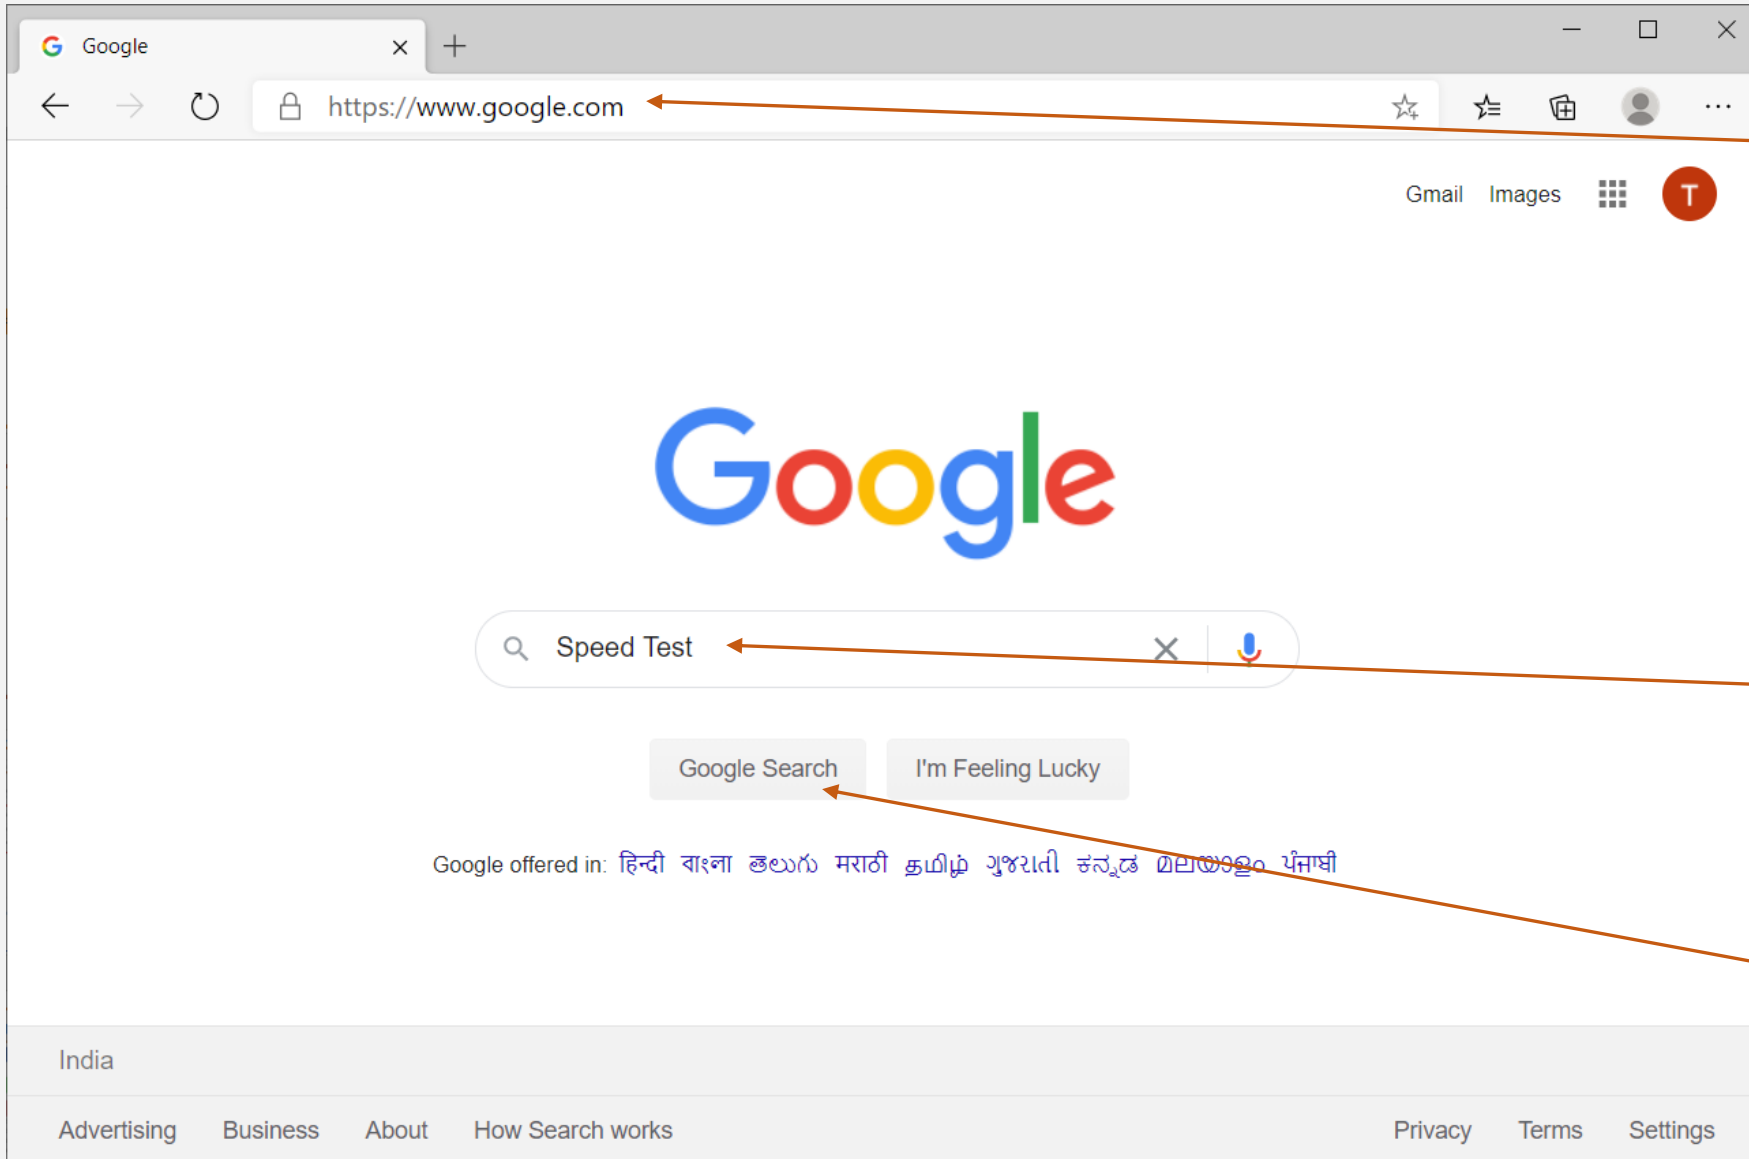 Google
https://www.google.com
Gmail Images T
Google
Speed Test
Google Search I'm Feeling Lucky
Google offered in: हिन्दी বাংলা తెలుగు मराठी தமிழ் ગુજરાતી ಕನ್ನಡ മലയാളം ਪੰਜਾਬੀ
India
Advertising Business About How Search works Privacy Terms Settings